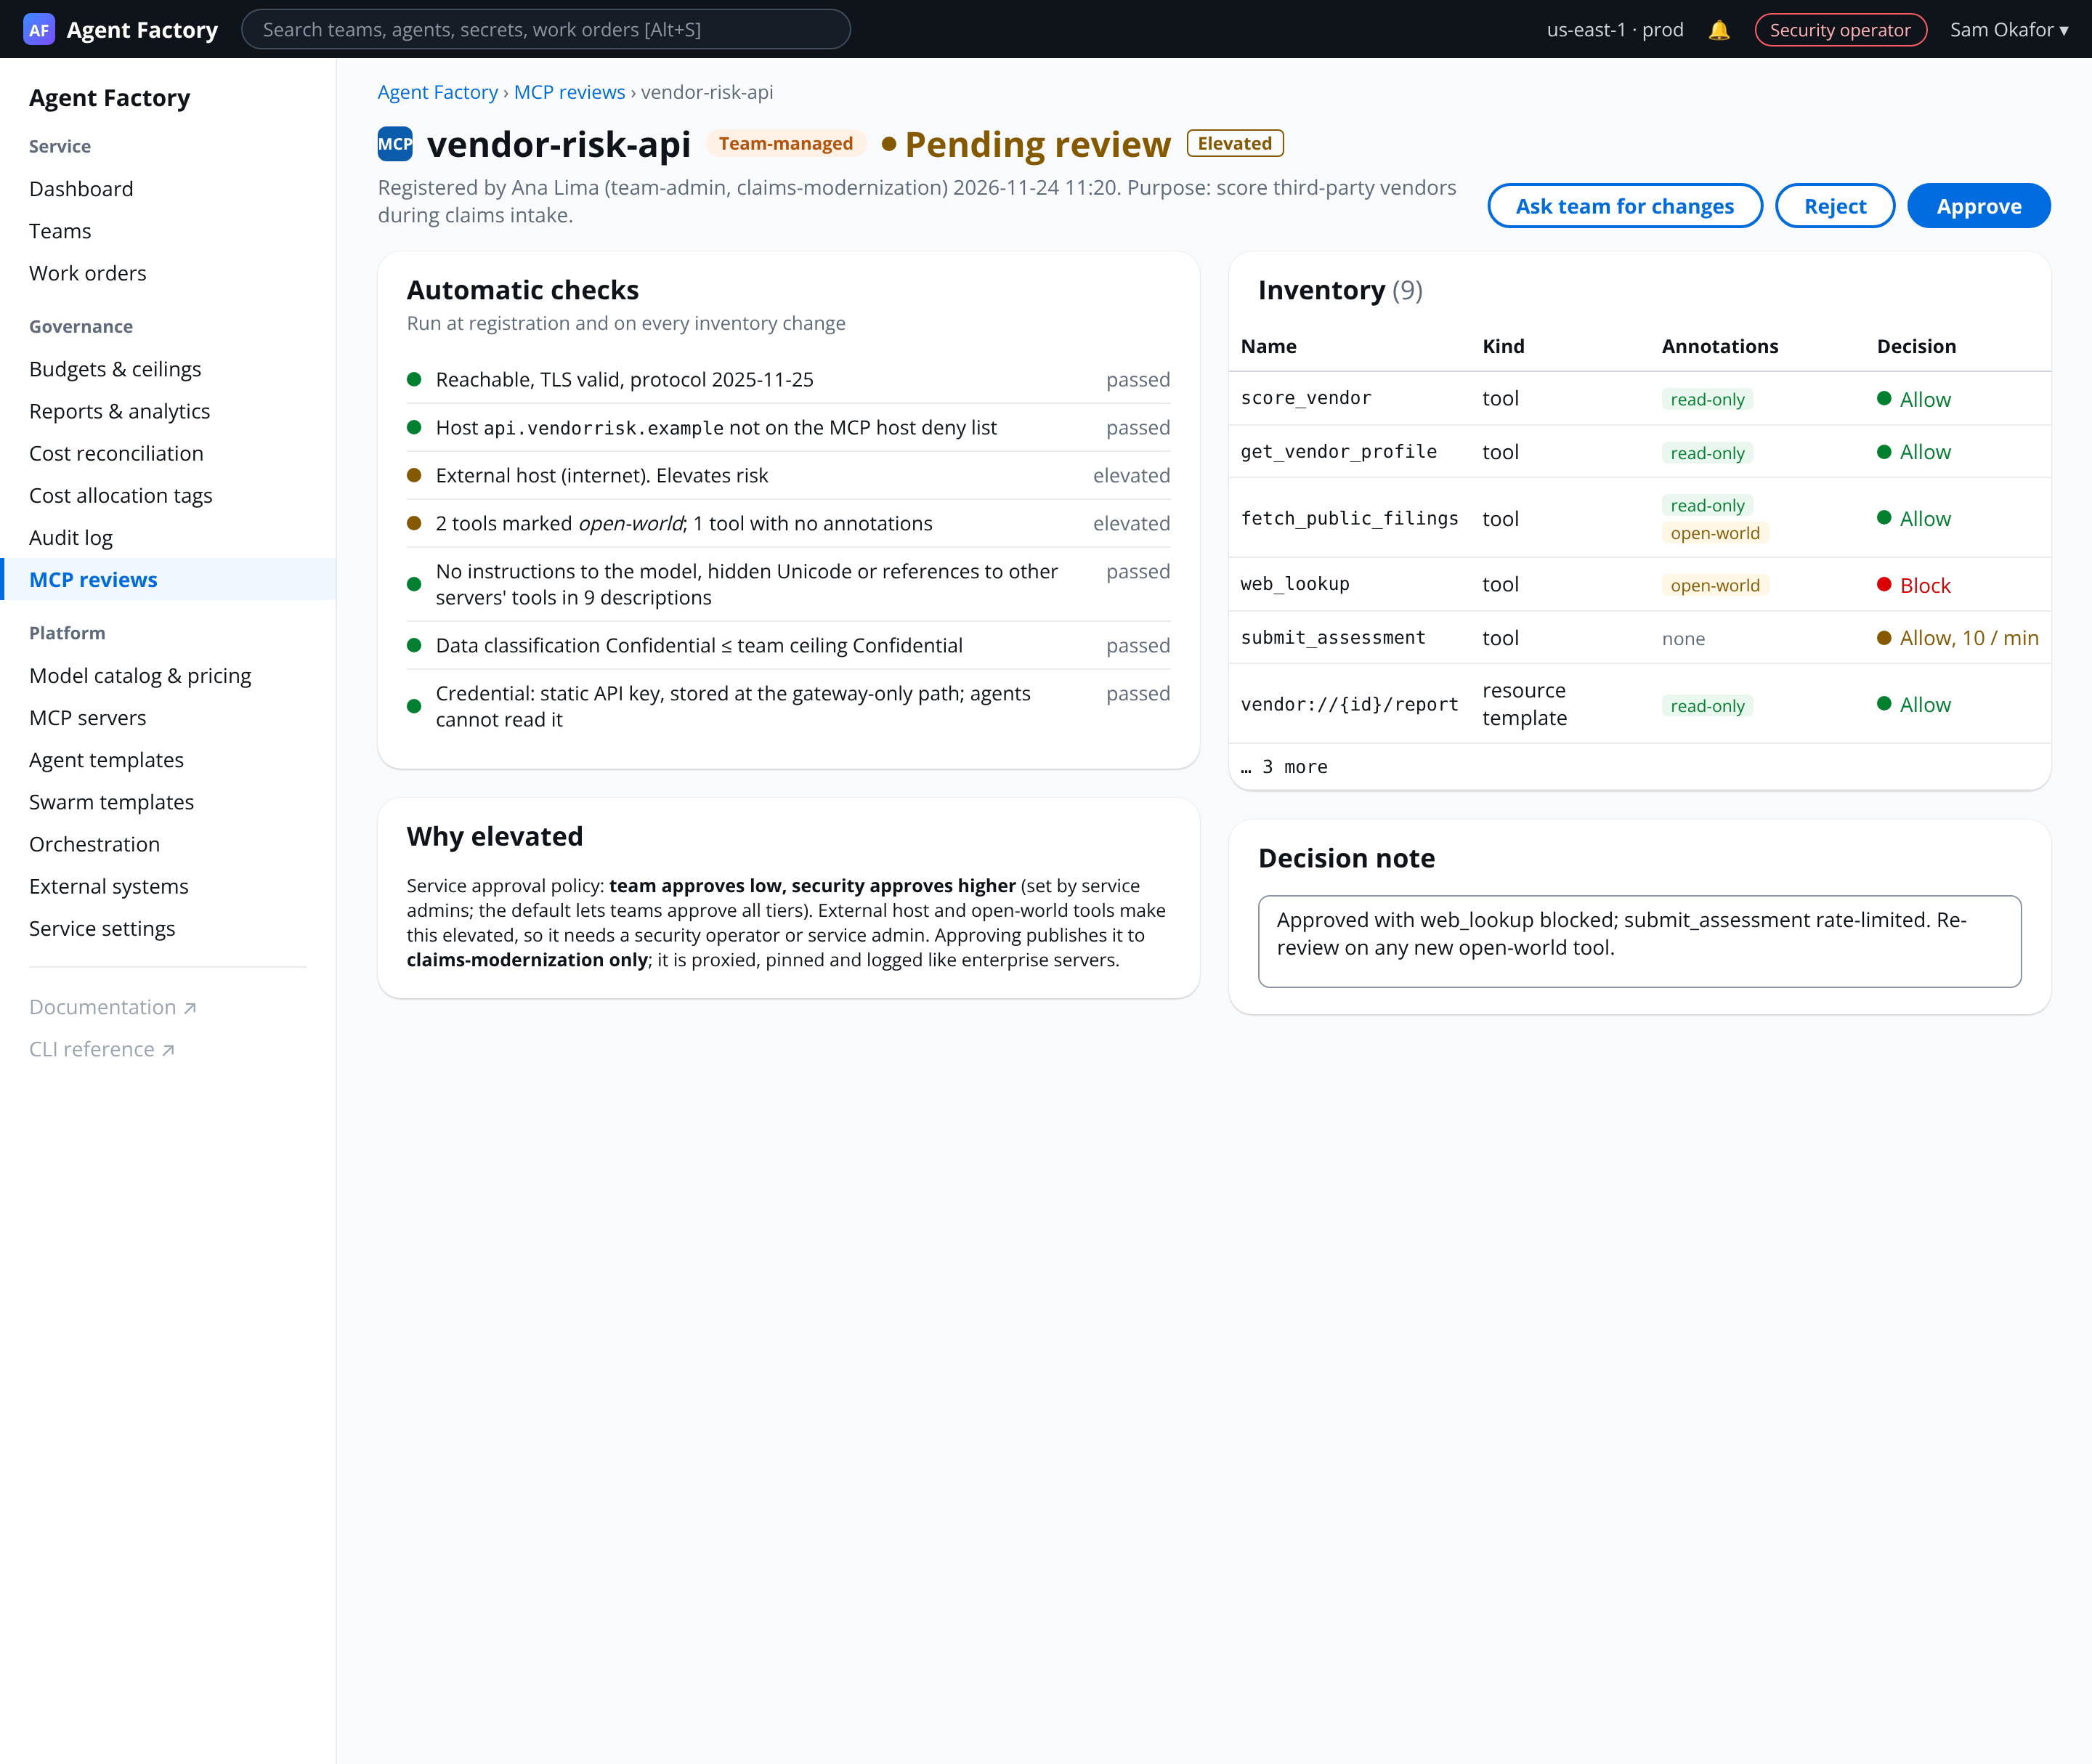 AF Agent Factory
Search teams, agents, secrets, work orders [Alt+S]
us-east-1 · prod
Security operator
Sam Okafor ▾
Agent Factory
Service
Dashboard
Teams
Work orders
Governance
Budgets & ceilings
Reports & analytics
Cost reconciliation
Cost allocation tags
Audit log
MCP reviews
Platform
Model catalog & pricing
MCP servers
Agent templates
Swarm templates
Orchestration
External systems
Service settings
Documentation ↗
CLI reference ↗
Agent Factory › MCP reviews › vendor-risk-api
MCP vendor-risk-api Team-managed Pending review Elevated
Registered by Ana Lima (team-admin, claims-modernization) 2026-11-24 11:20. Purpose: score third-party vendors
during claims intake.
Ask team for changes Reject Approve
Automatic checks
Run at registration and on every inventory change
Reachable, TLS valid, protocol 2025-11-25 passed
Host api.vendorrisk.example not on the MCP host deny list passed
External host (internet). Elevates risk elevated
2 tools marked open-world; 1 tool with no annotations elevated
No instructions to the model, hidden Unicode or references to other passed
servers' tools in 9 descriptions
Data classification Confidential ≤ team ceiling Confidential passed
Credential: static API key, stored at the gateway-only path; agents passed
cannot read it
Why elevated
Service approval policy: team approves low, security approves higher (set by service
admins; the default lets teams approve all tiers). External host and open-world tools make
this elevated, so it needs a security operator or service admin. Approving publishes it to
claims-modernization only; it is proxied, pinned and logged like enterprise servers.
Inventory (9)
Name Kind Annotations Decision
score_vendor tool read-only Allow
get_vendor_profile tool read-only Allow
fetch_public_filings tool read-only open-world Allow
web_lookup tool open-world Block
submit_assessment tool none Allow, 10 / min
vendor://{id}/report resource template read-only Allow
… 3 more
Decision note
Approved with web_lookup blocked; submit_assessment rate-limited. Re-
review on any new open-world tool.